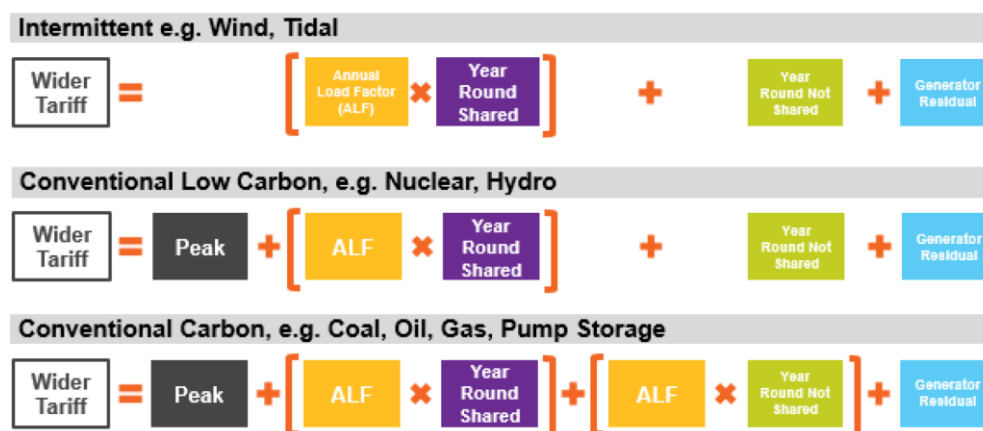 Intermittent e.g. Wind, Tidal
Wider
Tariff
=
[
Annual
Load Factor
(ALF)
×
Year
Round
Shared
]
+
Year
Round Not
Shared
+
Generator
Residual
Conventional Low Carbon, e.g. Nuclear, Hydro
Wider
Tariff
=
Peak
+
[
ALF
×
Year
Round
Shared
]
+
Year
Round Not
Shared
+
Generator
Residual
Conventional Carbon, e.g. Coal, Oil, Gas, Pump Storage
Wider
Tariff
=
Peak
+
[
ALF
×
Year
Round
Shared
]
+
[
ALF
×
Year
Round Not
Shared
]
+
Generator
Residual